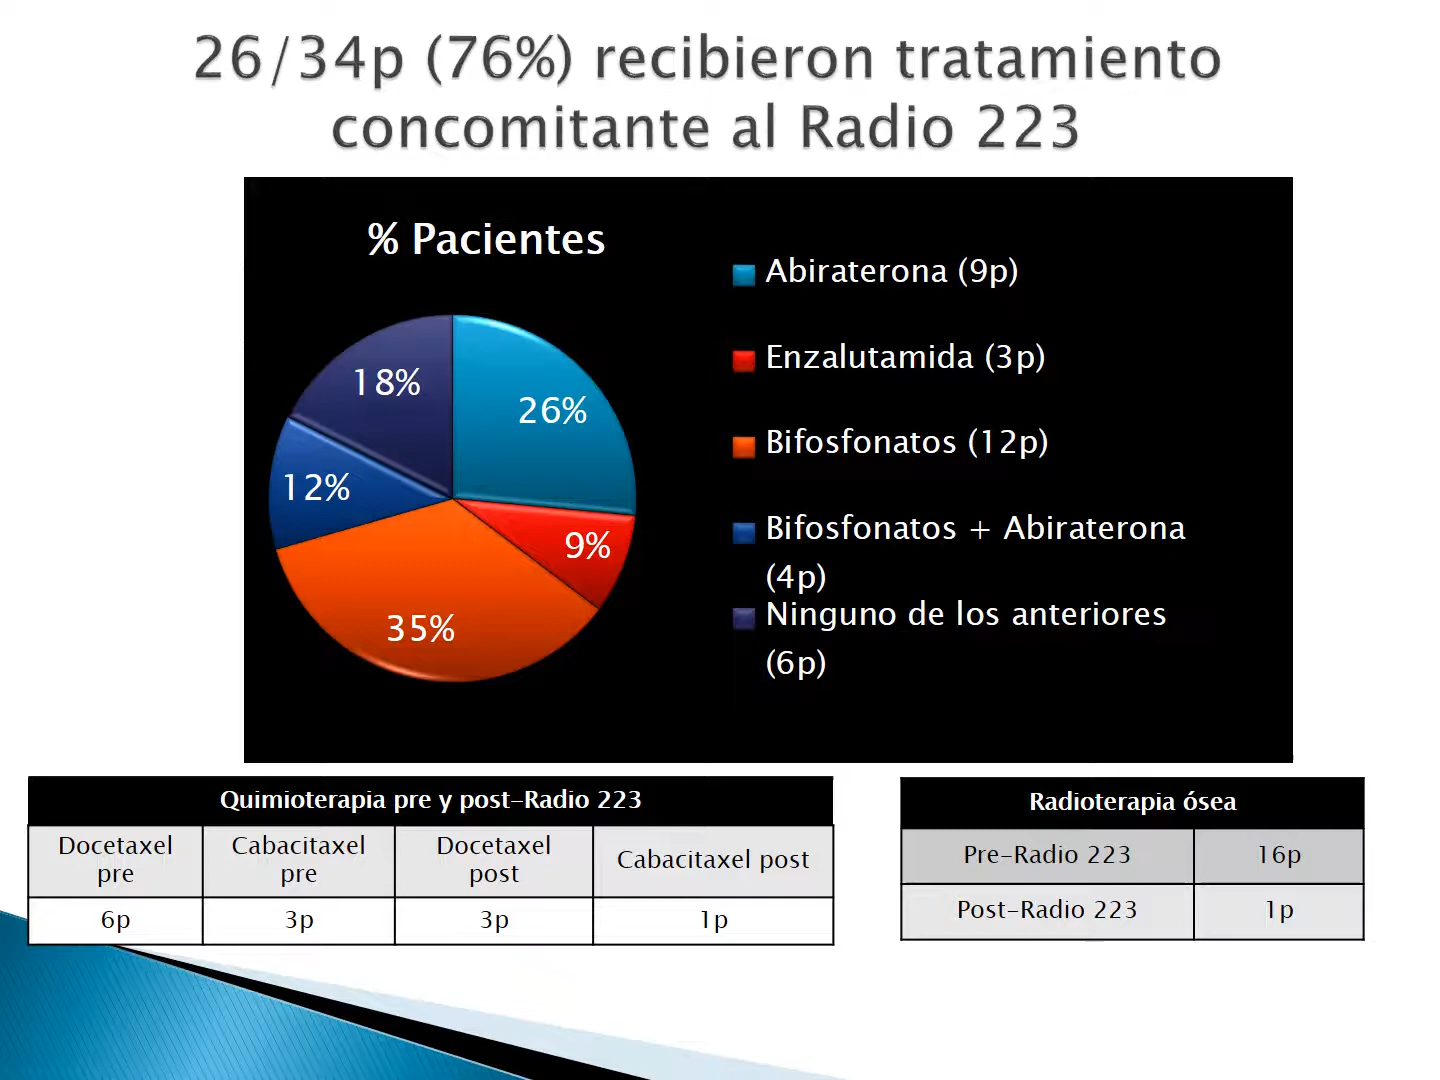 26/34p (76%) recibieron tratamiento
concomitante al Radio 223
% Pacientes
18%
26%
12%
9%
35%
Abiraterona (9p)
Enzalutamida (3p)
Bifosfonatos (12p)
Bifosfonatos + Abiraterona
(4p)
Ninguno de los anteriores
(6p)
Quimioterapia pre y post-Radio 223
Docetaxel
pre
Cabacitaxel
pre
Docetaxel
post
Cabacitaxel post
6p
3p
3p
1p
Radioterapia ósea
Pre-Radio 223
16p
Post-Radio 223
1p